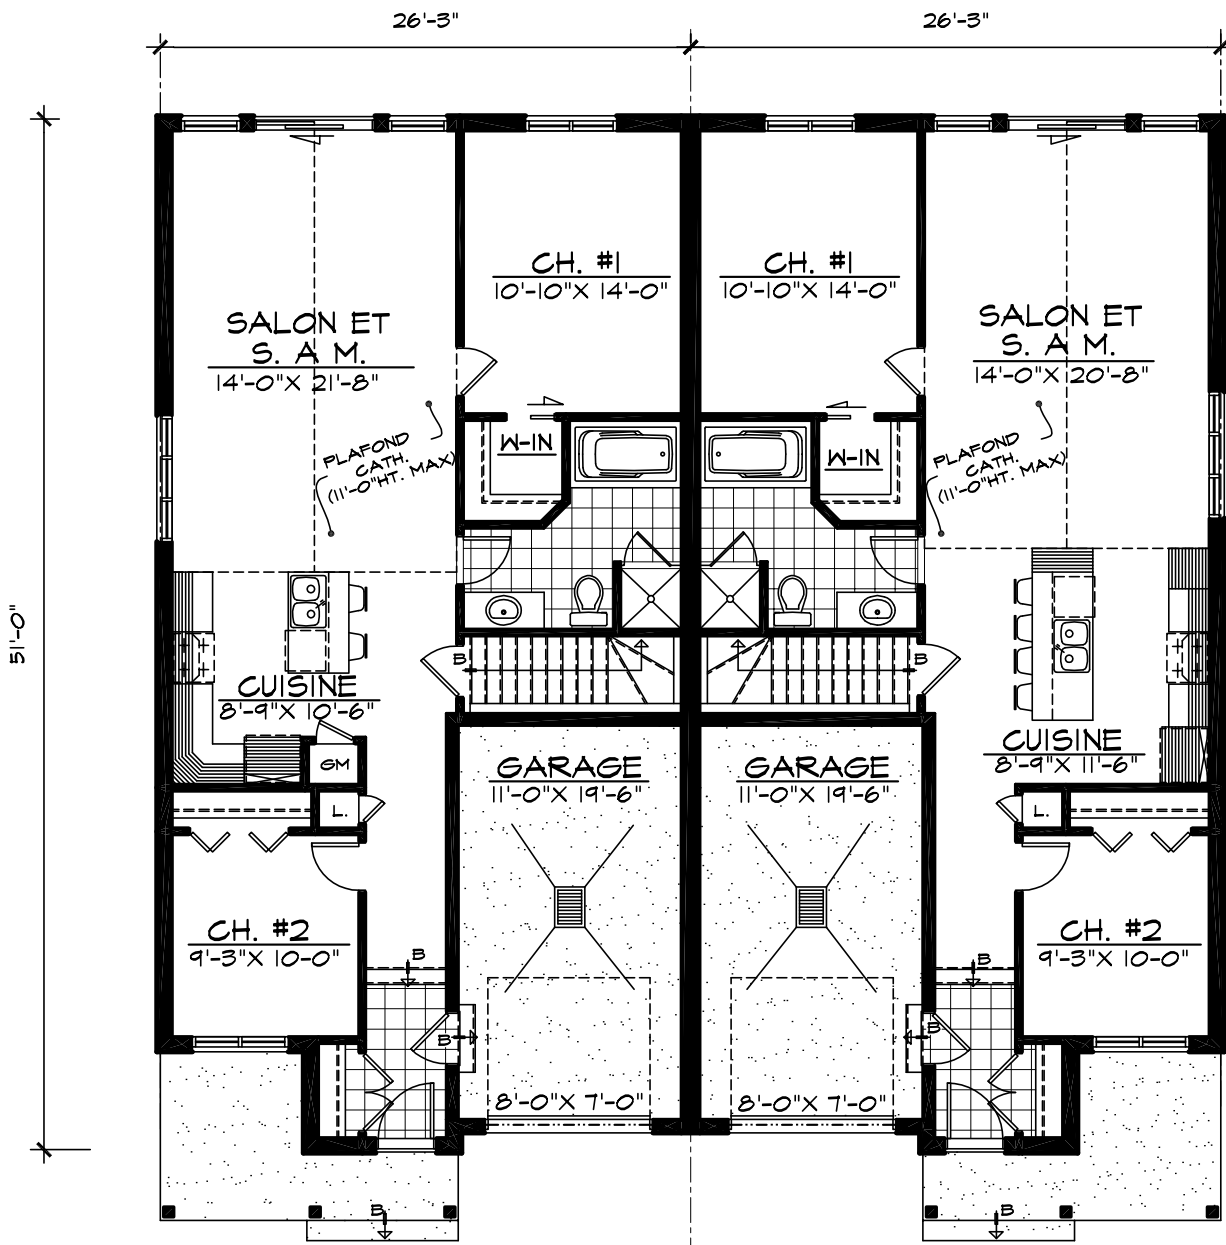 26'-3"
26'-3"
51'-0"
CH. #1
10'-10"X 14'-0"
CH. #1
10'-10"X 14'-0"
SALON ET
S. A M.
14'-0"X 21'-8"
SALON ET
S. A M.
14'-0"X 20'-8"
PLAFOND
CATH.
(11'-0"HT. MAX)
W-IN
W-IN
PLAFOND
CATH.
(11'-0"HT. MAX)
B
B
CUISINE
8'-9"X 10'-6"
CUISINE
8'-9"X 11'-6"
GM
GARAGE
11'-0"X 19'-6"
GARAGE
11'-0"X 19'-6"
L.
L.
CH. #2
9'-3"X 10-0"
CH. #2
9'-3"X 10-0"
B
B
B
B
8'-0"X 7'-0"
8'-0"X 7'-0"
B
B